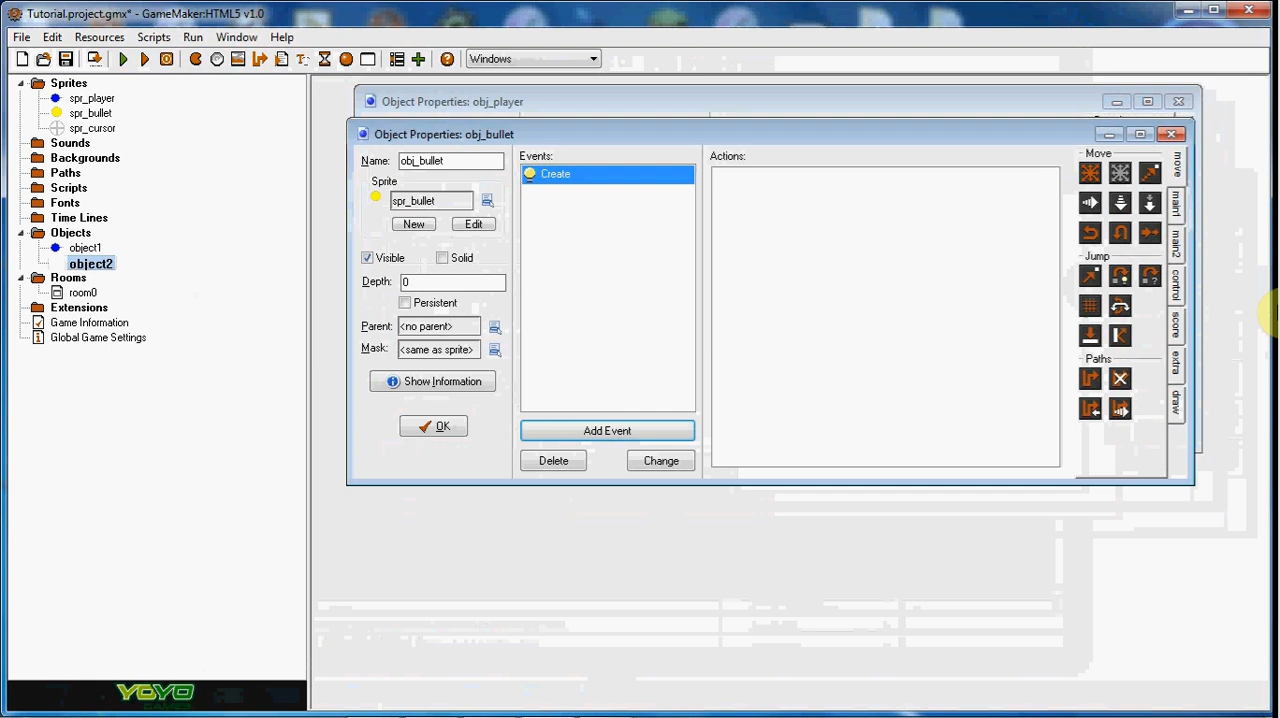 Tutorial.project.gmx* - GameMaker:HTML5 v1.0
File Edit Resources Scripts Run Window Help
Windows
Sprites
spr_player
spr_bullet
spr_cursor
Sounds
Backgrounds
Paths
Scripts
Fonts
Time Lines
Objects
object1
object2
Rooms
room0
Extensions
Game Information
Global Game Settings
YOYO
GAMES
Object Properties: obj_player
Object Properties: obj_bullet
Name: obj_bullet
Sprite
spr_bullet
New Edit
Visible Solid
Depth: 0
Persistent
Parent: <no parent>
Mask: <same as sprite>
Show Information
OK
Events:
Create
Add Event
Delete Change
Actions:
Move
Jump
Paths
move
main1
main2
control
score
extra
draw